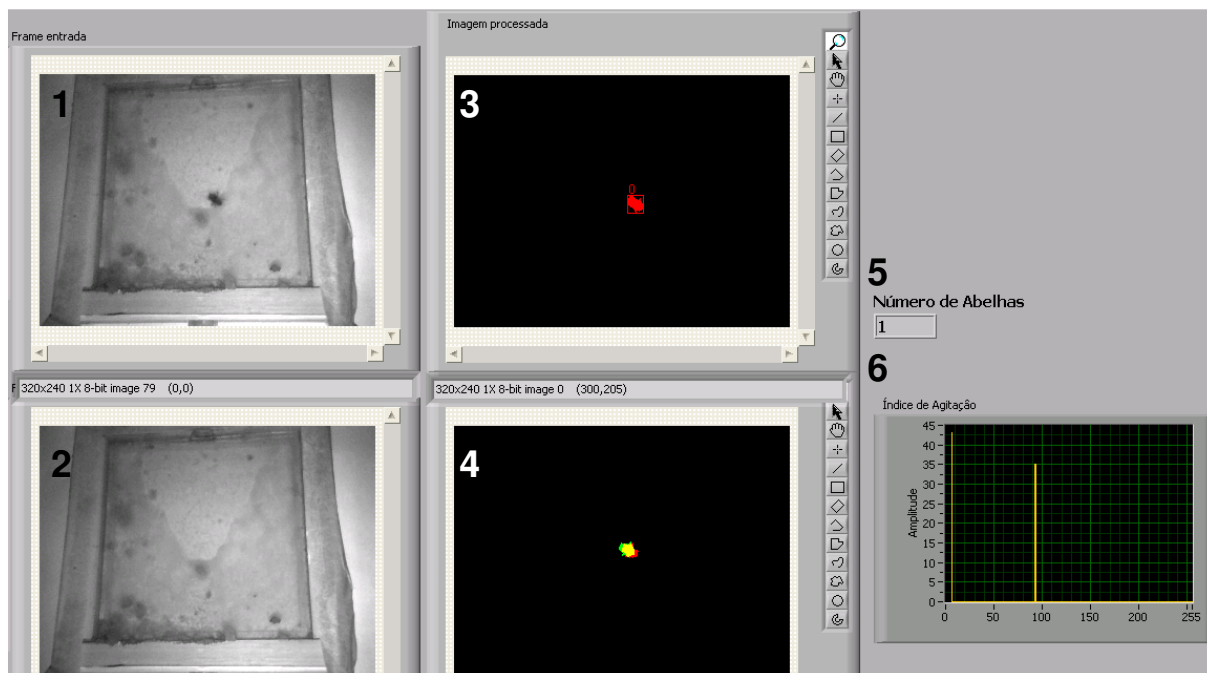 Frame entrada
Imagem processada
1
3
0
5
Número de Abelhas
1
320x240 1X 8-bit image 79 (0,0)
320x240 1X 8-bit image 0 (300,205)
6
Índice de Agitação
2
4
Amplitude
45
40
35
30
25
20
15
10
5
0
0 50 100 150 200 255